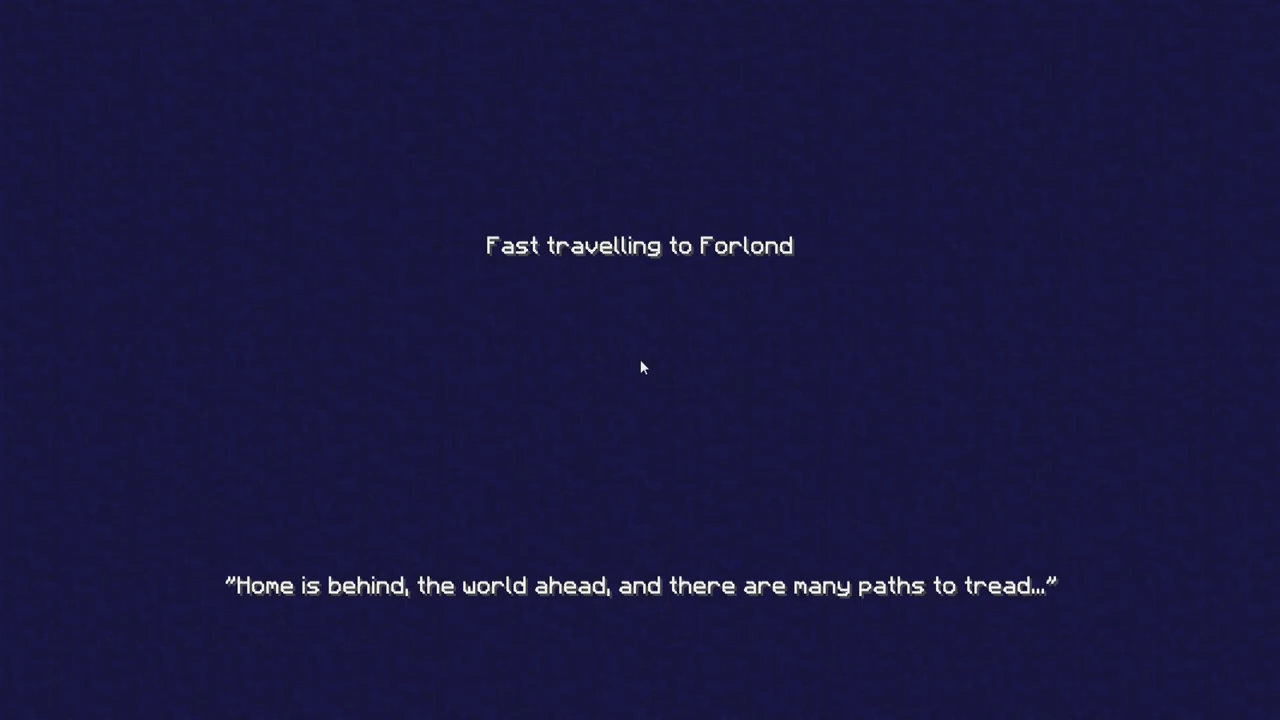 Fast travelling to Forlond
"Home is behind, the world ahead, and there are many paths to tread..."